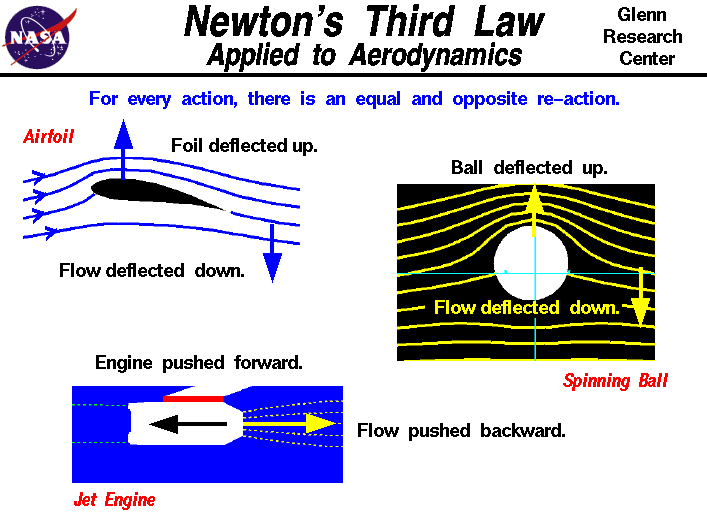 NASA
Newton's Third Law
Applied to Aerodynamics
Glenn
Research
Center
For every action, there is an equal and opposite re-action.
Airfoil
Foil deflected up.
Flow deflected down.
Ball deflected up.
Flow deflected down.
Spinning Ball
Engine pushed forward.
Flow pushed backward.
Jet Engine